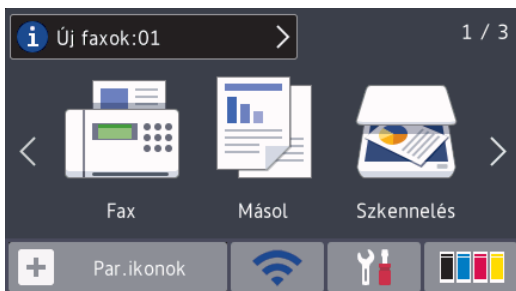 i Új faxok:01
1 / 3
Fax
Másol
Szkennelés
Par.ikonok